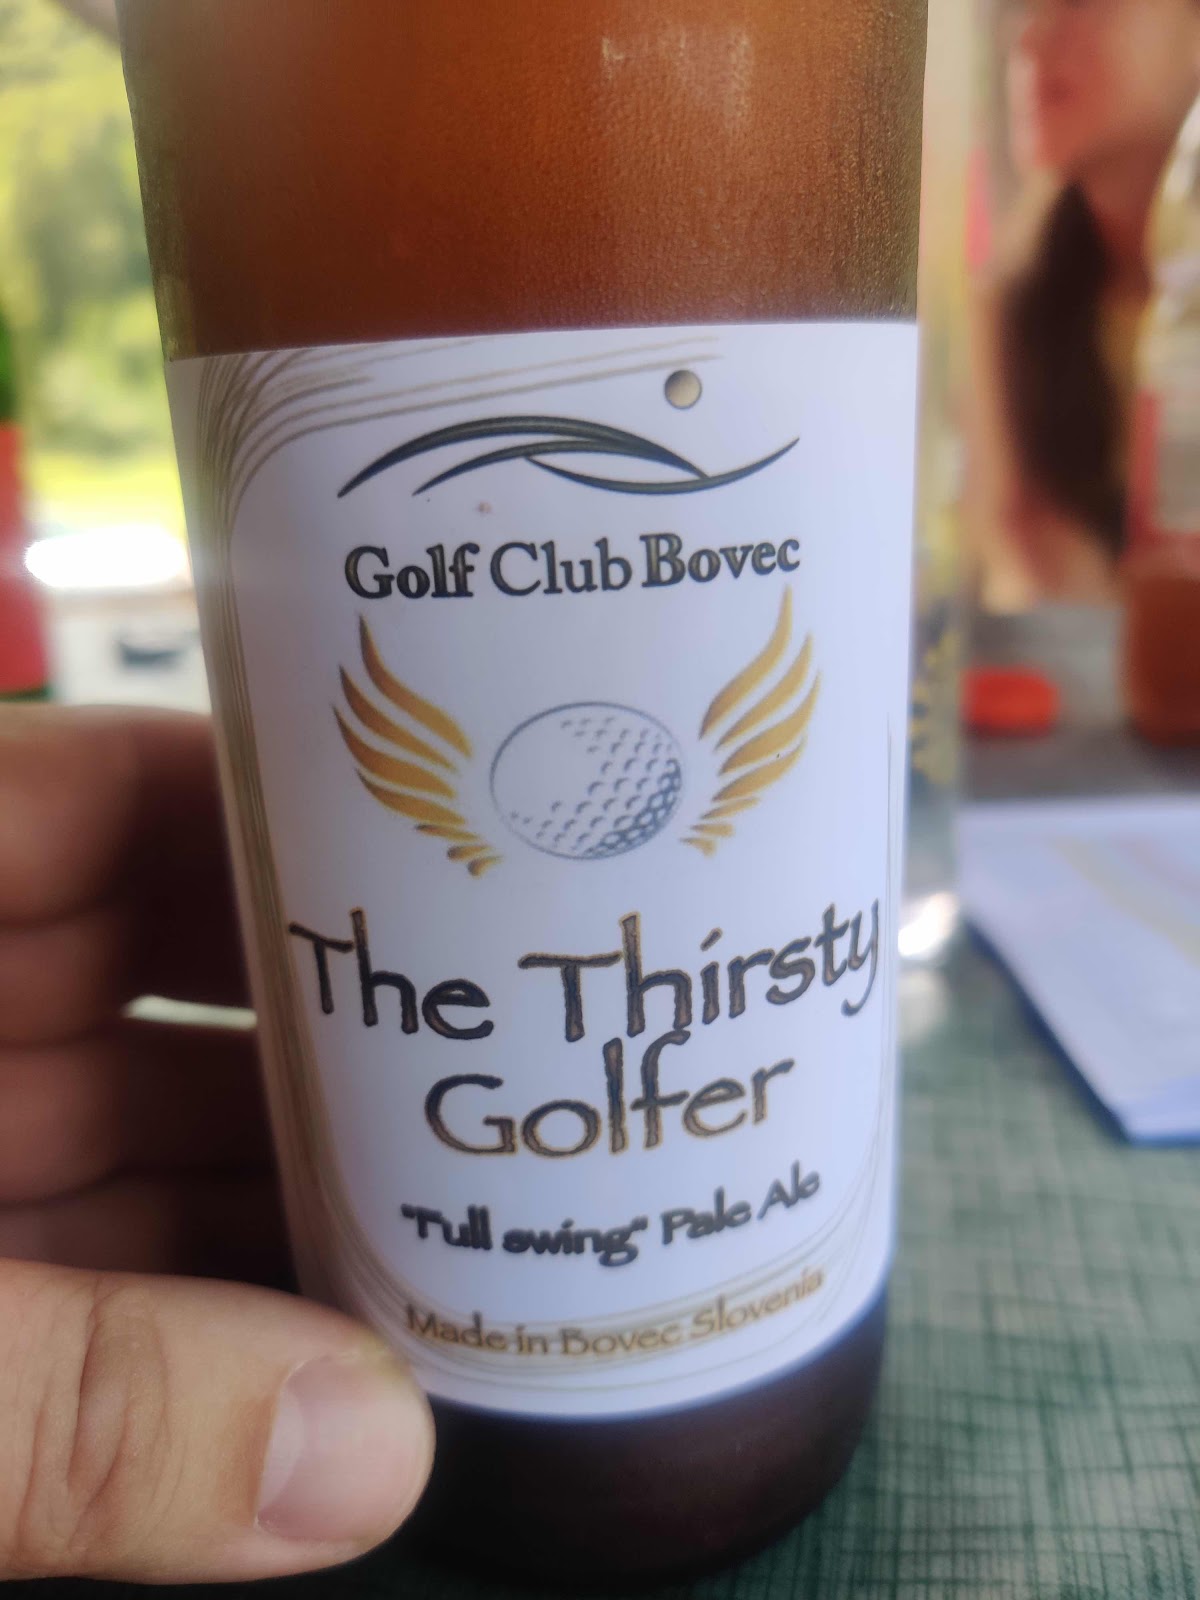 Golf Club Bovec
The Thirsty
Golfer
"Full swing" Pale Ale
Made in Bovec Slovenia